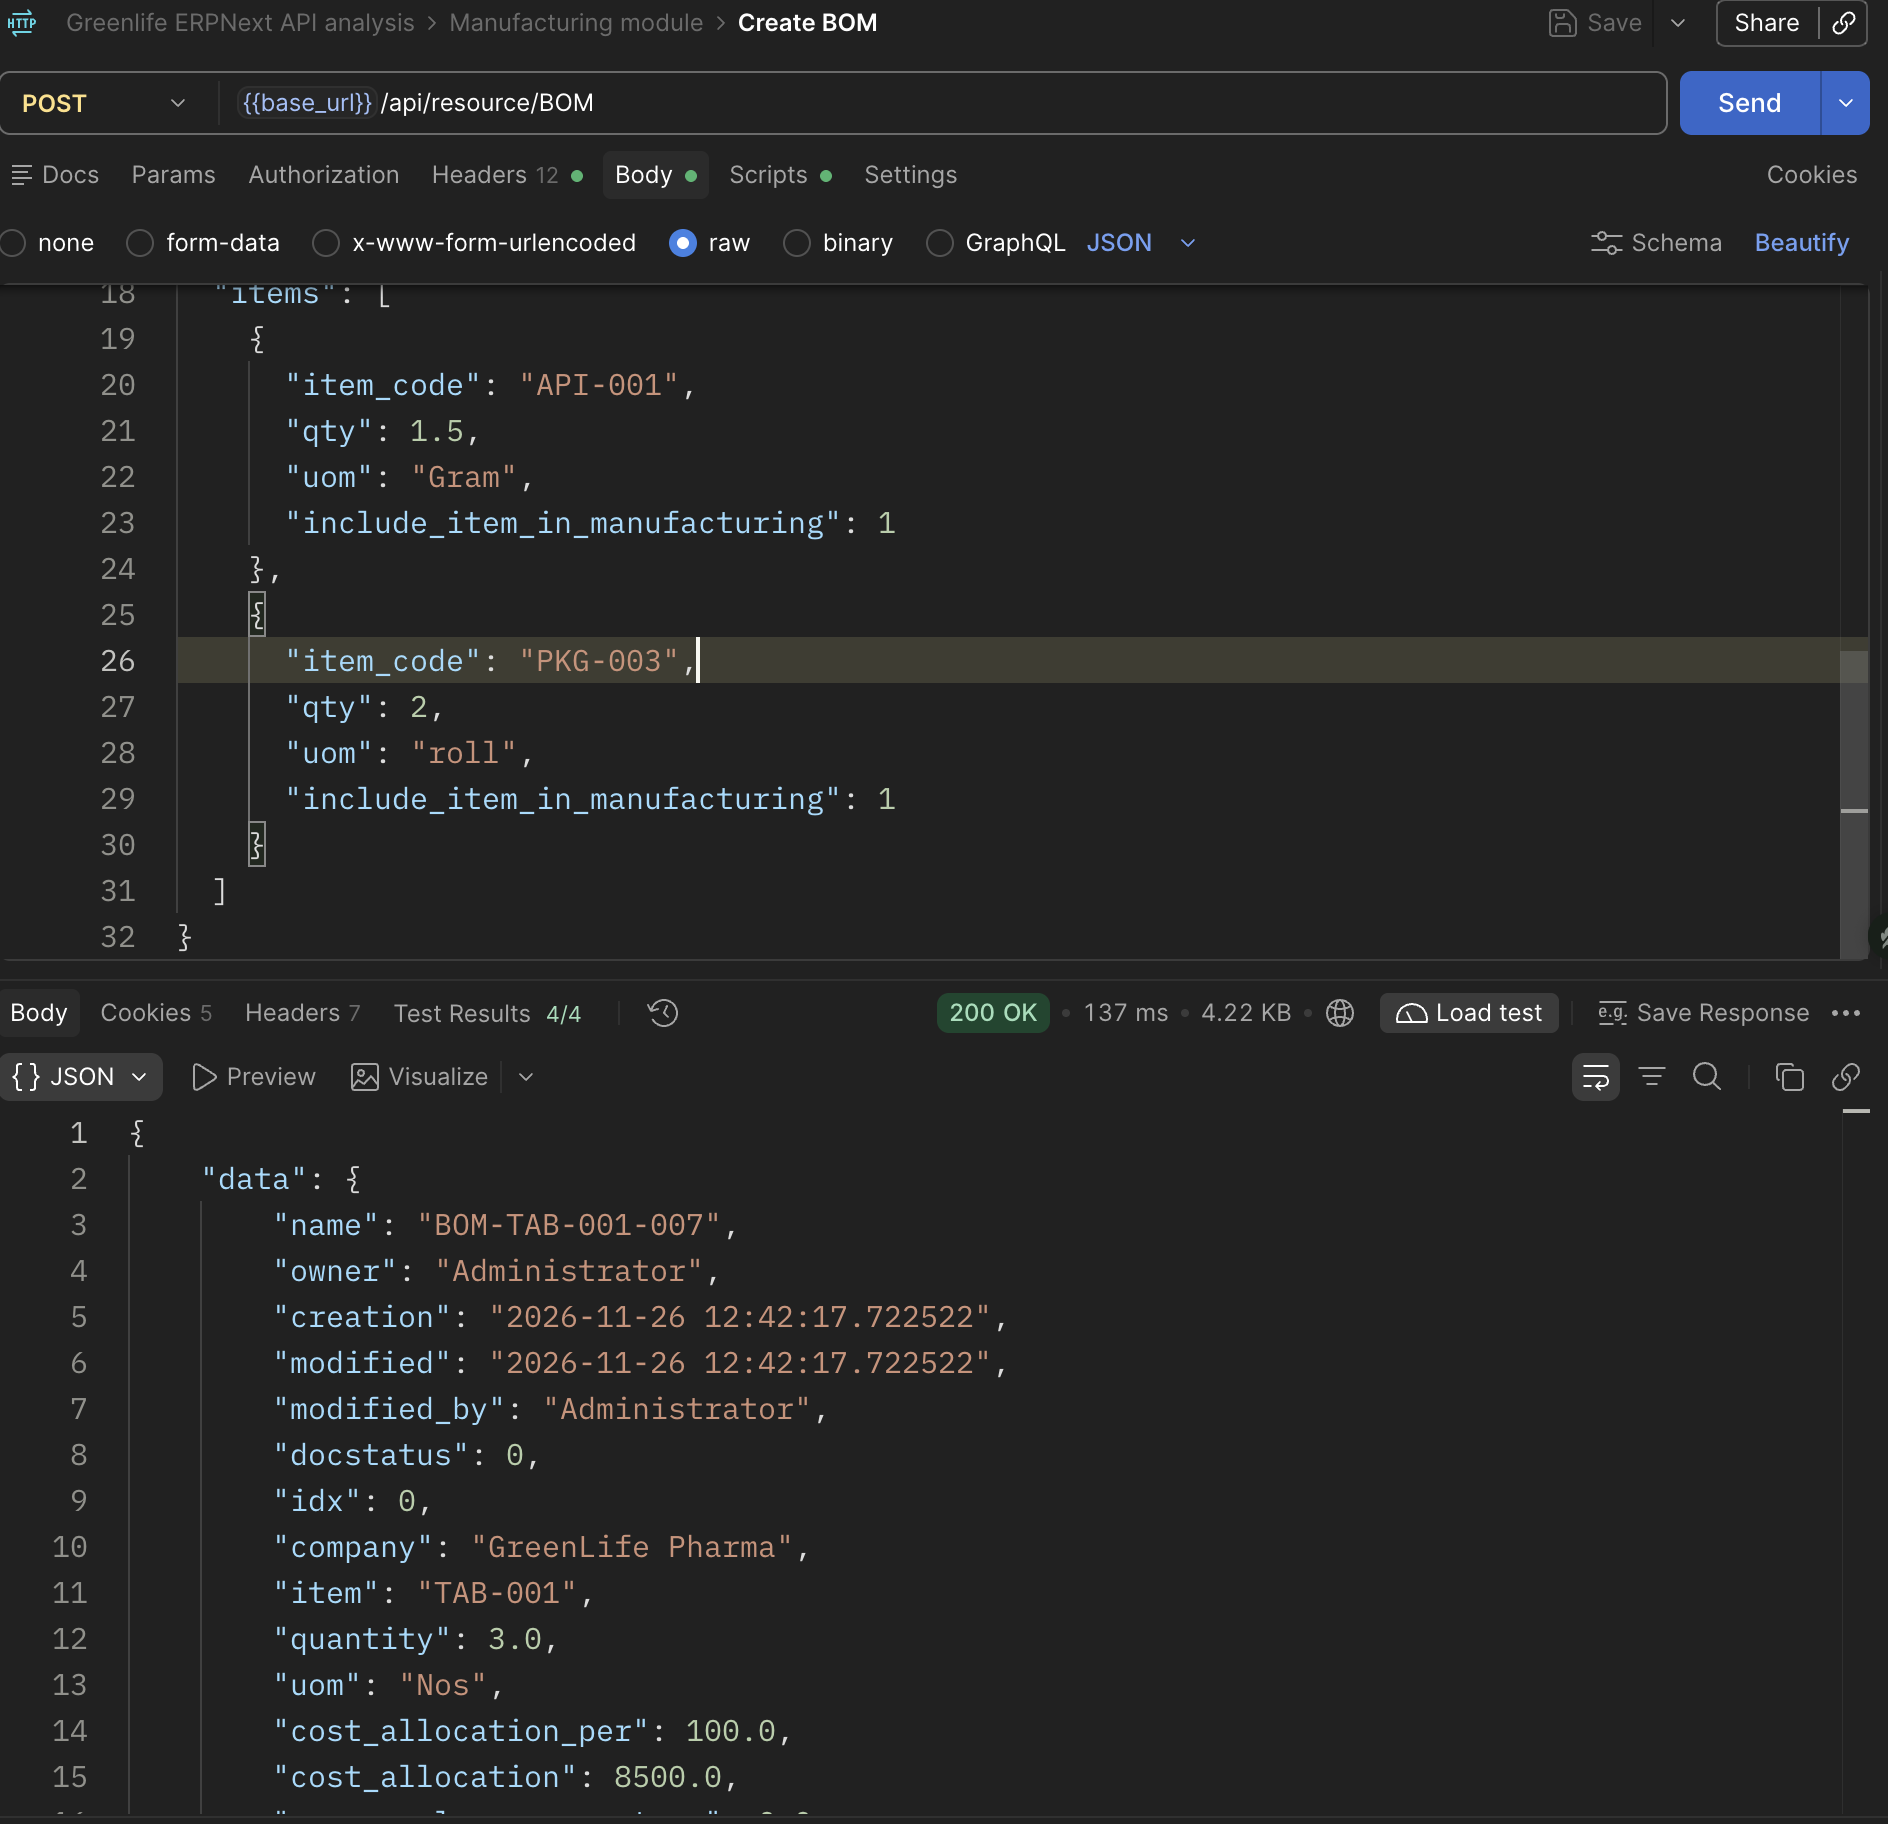 HTTP Greenlife ERPNext API analysis > Manufacturing module > Create BOM Save Share
POST {{base_url}} /api/resource/BOM Send
Docs Params Authorization Headers 12 Body Scripts Settings Cookies
none form-data x-www-form-urlencoded raw binary GraphQL JSON Schema Beautify
18 "items": [
19 {
20 "item_code": "API-001",
21 "qty": 1.5,
22 "uom": "Gram",
23 "include_item_in_manufacturing": 1
24 },
25 {
26 "item_code": "PKG-003",
27 "qty": 2,
28 "uom": "roll",
29 "include_item_in_manufacturing": 1
30 }
31 ]
32 }
Body Cookies 5 Headers 7 Test Results 4/4 200 OK • 137 ms • 4.22 KB • Load test e.g. Save Response
{} JSON Preview Visualize
1 {
2 "data": {
3 "name": "BOM-TAB-001-007",
4 "owner": "Administrator",
5 "creation": "2026-11-26 12:42:17.722522",
6 "modified": "2026-11-26 12:42:17.722522",
7 "modified_by": "Administrator",
8 "docstatus": 0,
9 "idx": 0,
10 "company": "GreenLife Pharma",
11 "item": "TAB-001",
12 "quantity": 3.0,
13 "uom": "Nos",
14 "cost_allocation_per": 100.0,
15 "cost_allocation": 8500.0,